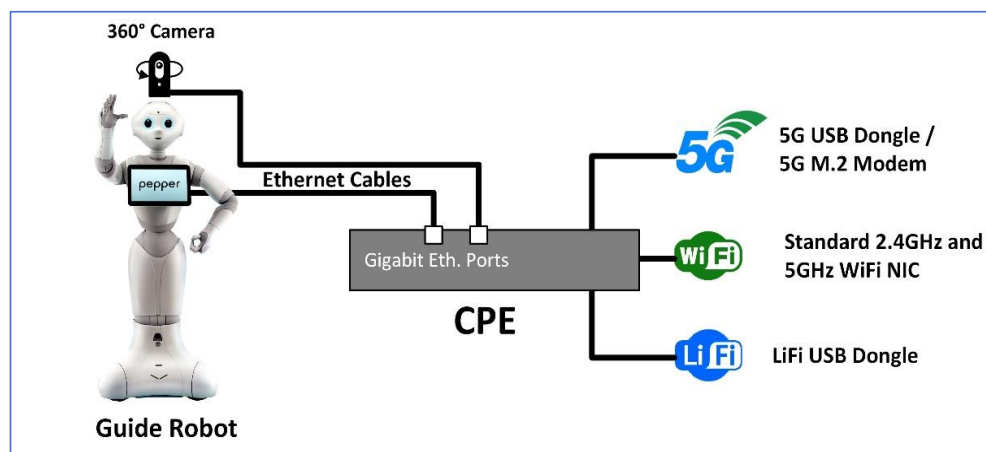 360° Camera
pepper
Ethernet Cables
Gigabit Eth. Ports
CPE
Guide Robot
5G
5G USB Dongle /
5G M.2 Modem
WiFi
Standard 2.4GHz and
5GHz WiFi NIC
LiFi
LiFi USB Dongle